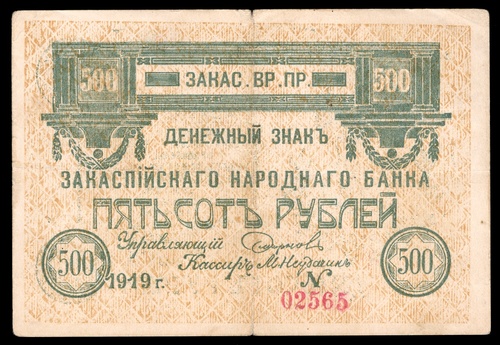 500 ЗАКАС. ВР. ПР. 500
ДЕНЕЖНЫЙ ЗНАКЪ
ЗАКАСПІЙСКАГО НАРОДНАГО БАНКА
ПЯТЬСОТЪ РУБЛЕЙ
Управляющій
Кассиръ
500 1919 г. № 02565 500